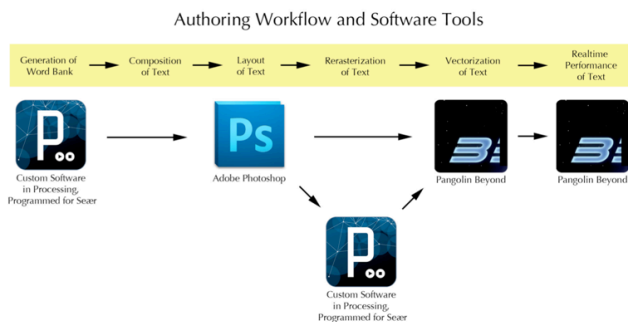 Authoring Workflow and Software Tools
Generation of
Word Bank
Composition
of Text
Layout
of Text
Rerasterization
of Text
Vectorization
of Text
Realtime
Performance
of Text
P
Ps
B
B
Custom Software
in Processing,
Programmed for Seær
Adobe Photoshop
Pangolin Beyond
Pangolin Beyond
P
Custom Software
in Processing,
Programmed for Seær